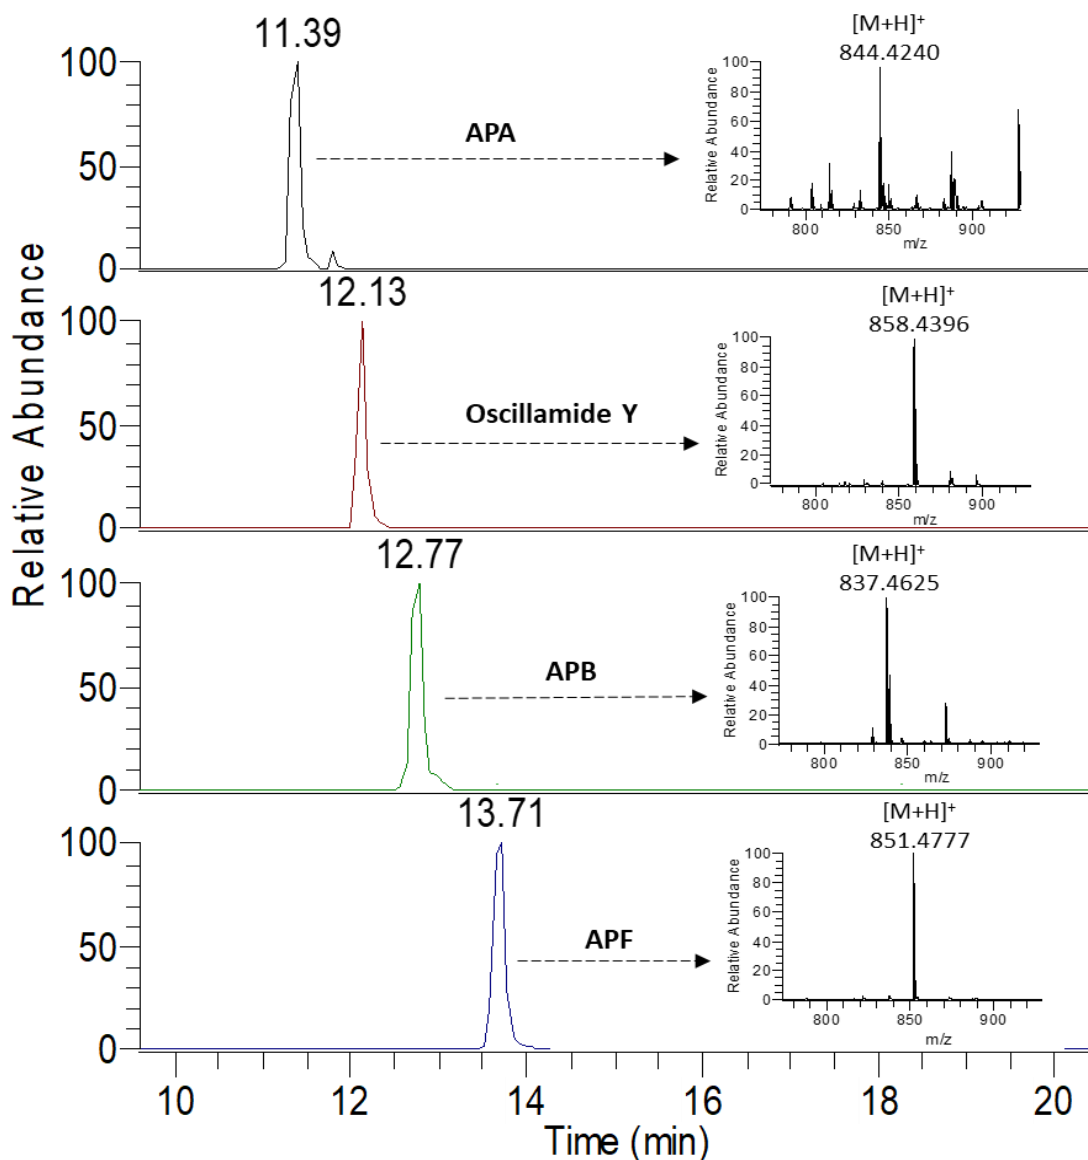 Relative Abundance
11.39
100
50
0
APA
[M+H]+
844.4240
Relative Abundance
100
80
60
40
20
0
800 850 900
m/z
12.13
100
50
0
Oscillamide Y
[M+H]+
858.4396
Relative Abundance
100
80
60
40
20
0
800 850 900
m/z
12.77
100
50
0
APB
[M+H]+
837.4625
Relative Abundance
100
80
60
40
20
0
800 850 900
m/z
13.71
100
50
0
APF
[M+H]+
851.4777
Relative Abundance
100
80
60
40
20
0
800 850 900
m/z
10 12 14 16 18 20
Time (min)